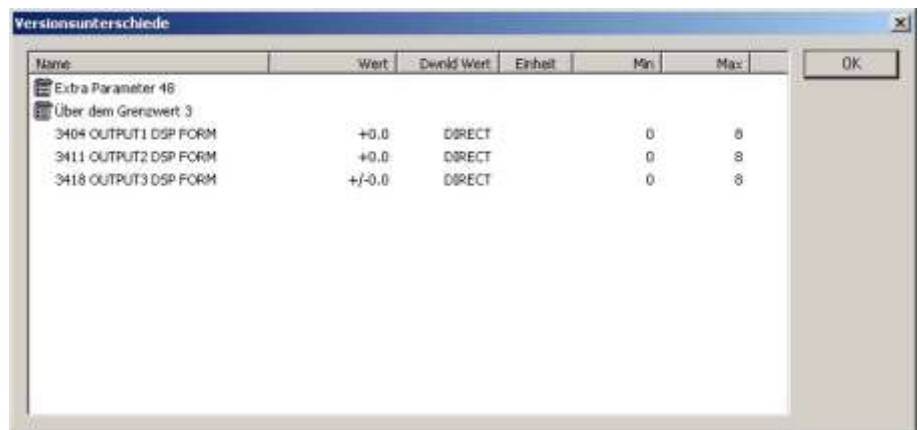 Versionsunterschiede
Name Wert Dwnld Wert Einheit Min Max OK
Extra Parameter 48
Über dem Grenzwert 3
3404 OUTPUT1 DSP FORM +0.0 DIRECT 0 8
3411 OUTPUT2 DSP FORM +0.0 DIRECT 0 8
3418 OUTPUT3 DSP FORM +/-0.0 DIRECT 0 8